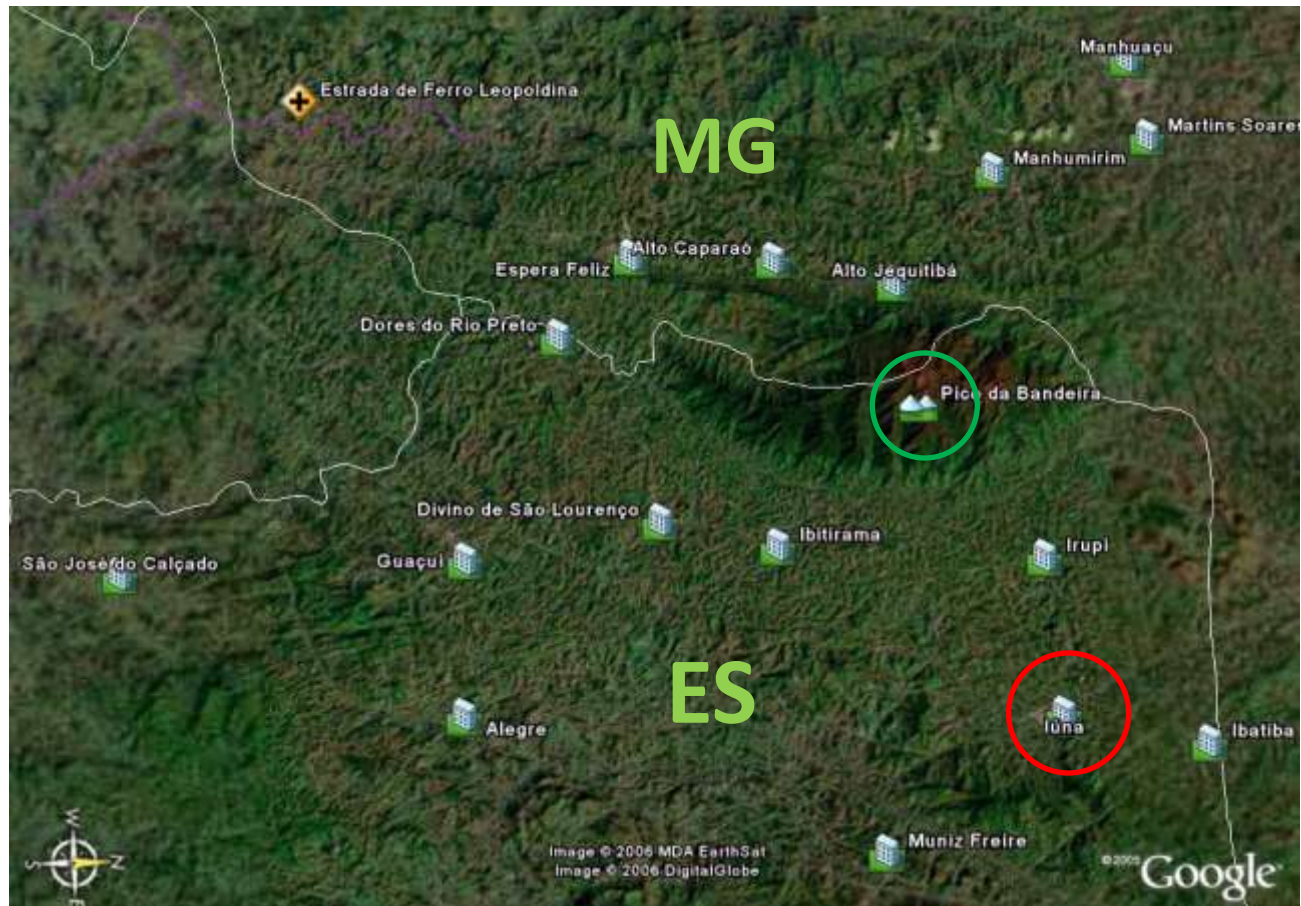 Manhuaçu
Estrada de Ferro Leopoldina
MG
Martins Soares
Manhumirim
Alto Caparaó
Espera Feliz
Alto Jequitibá
Dores do Rio Preto
Pico da Bandeira
Divino de São Lourenço
Ibitirama
Irupi
São José do Calçado
Guaçui
ES
Iúna
Alegre
Ibatiba
Muniz Freire
W
S
N
E
Image © 2006 MDA EarthSat
Image © 2006 DigitalGlobe
©2005 Google